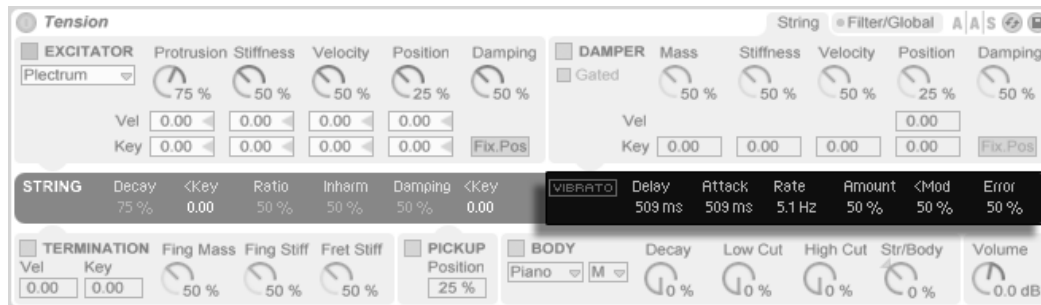 Tension String Filter/Global A A S
EXCITATOR Protrusion Stiffness Velocity Position Damping
Plectrum 75 % 50 % 50 % 25 % 50 %
Vel 0.00 0.00 0.00 0.00
Key 0.00 0.00 0.00 0.00 Fix.Pos
DAMPER Mass Stiffness Velocity Position Damping
Gated 50 % 50 % 50 % 25 % 50 %
Vel 0.00
Key 0.00 0.00 0.00 0.00 Fix.Pos
STRING Decay <Key Ratio Inharm Damping <Key
75 % 0.00 50 % 50 % 50 % 0.00
VIBRATO Delay Attack Rate Amount <Mod Error
509 ms 509 ms 5.1 Hz 50 % 50 % 50 %
TERMINATION Fing Mass Fing Stiff Fret Stiff
Vel Key
0.00 0.00 50 % 50 % 50 %
PICKUP
Position
25 %
BODY Decay Low Cut High Cut Str/Body
Piano M 0 % 0 % 0 % 0 %
Volume
0.0 dB